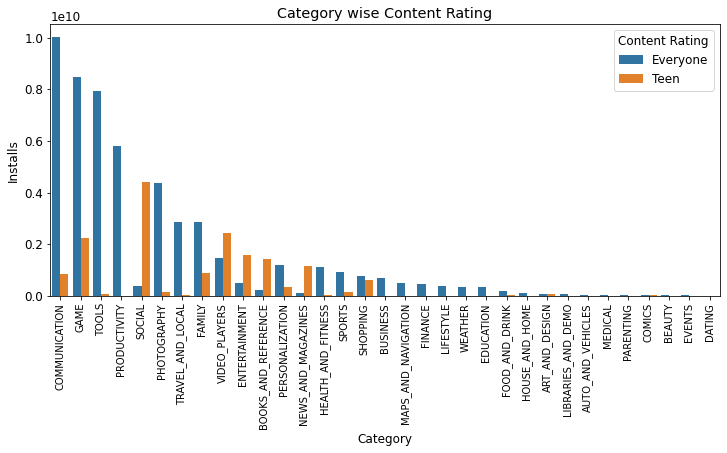 Category wise Content Rating
1e10
Content Rating
Everyone
Teen
1.0
0.8
0.6
0.4
0.2
0.0
Installs
COMMUNICATION
GAME
TOOLS
PRODUCTIVITY
SOCIAL
PHOTOGRAPHY
TRAVEL_AND_LOCAL
FAMILY
VIDEO_PLAYERS
ENTERTAINMENT
BOOKS_AND_REFERENCE
PERSONALIZATION
NEWS_AND_MAGAZINES
HEALTH_AND_FITNESS
SPORTS
SHOPPING
BUSINESS
MAPS_AND_NAVIGATION
FINANCE
LIFESTYLE
WEATHER
EDUCATION
FOOD_AND_DRINK
HOUSE_AND_HOME
ART_AND_DESIGN
LIBRARIES_AND_DEMO
AUTO_AND_VEHICLES
MEDICAL
PARENTING
COMICS
BEAUTY
EVENTS
DATING
Category